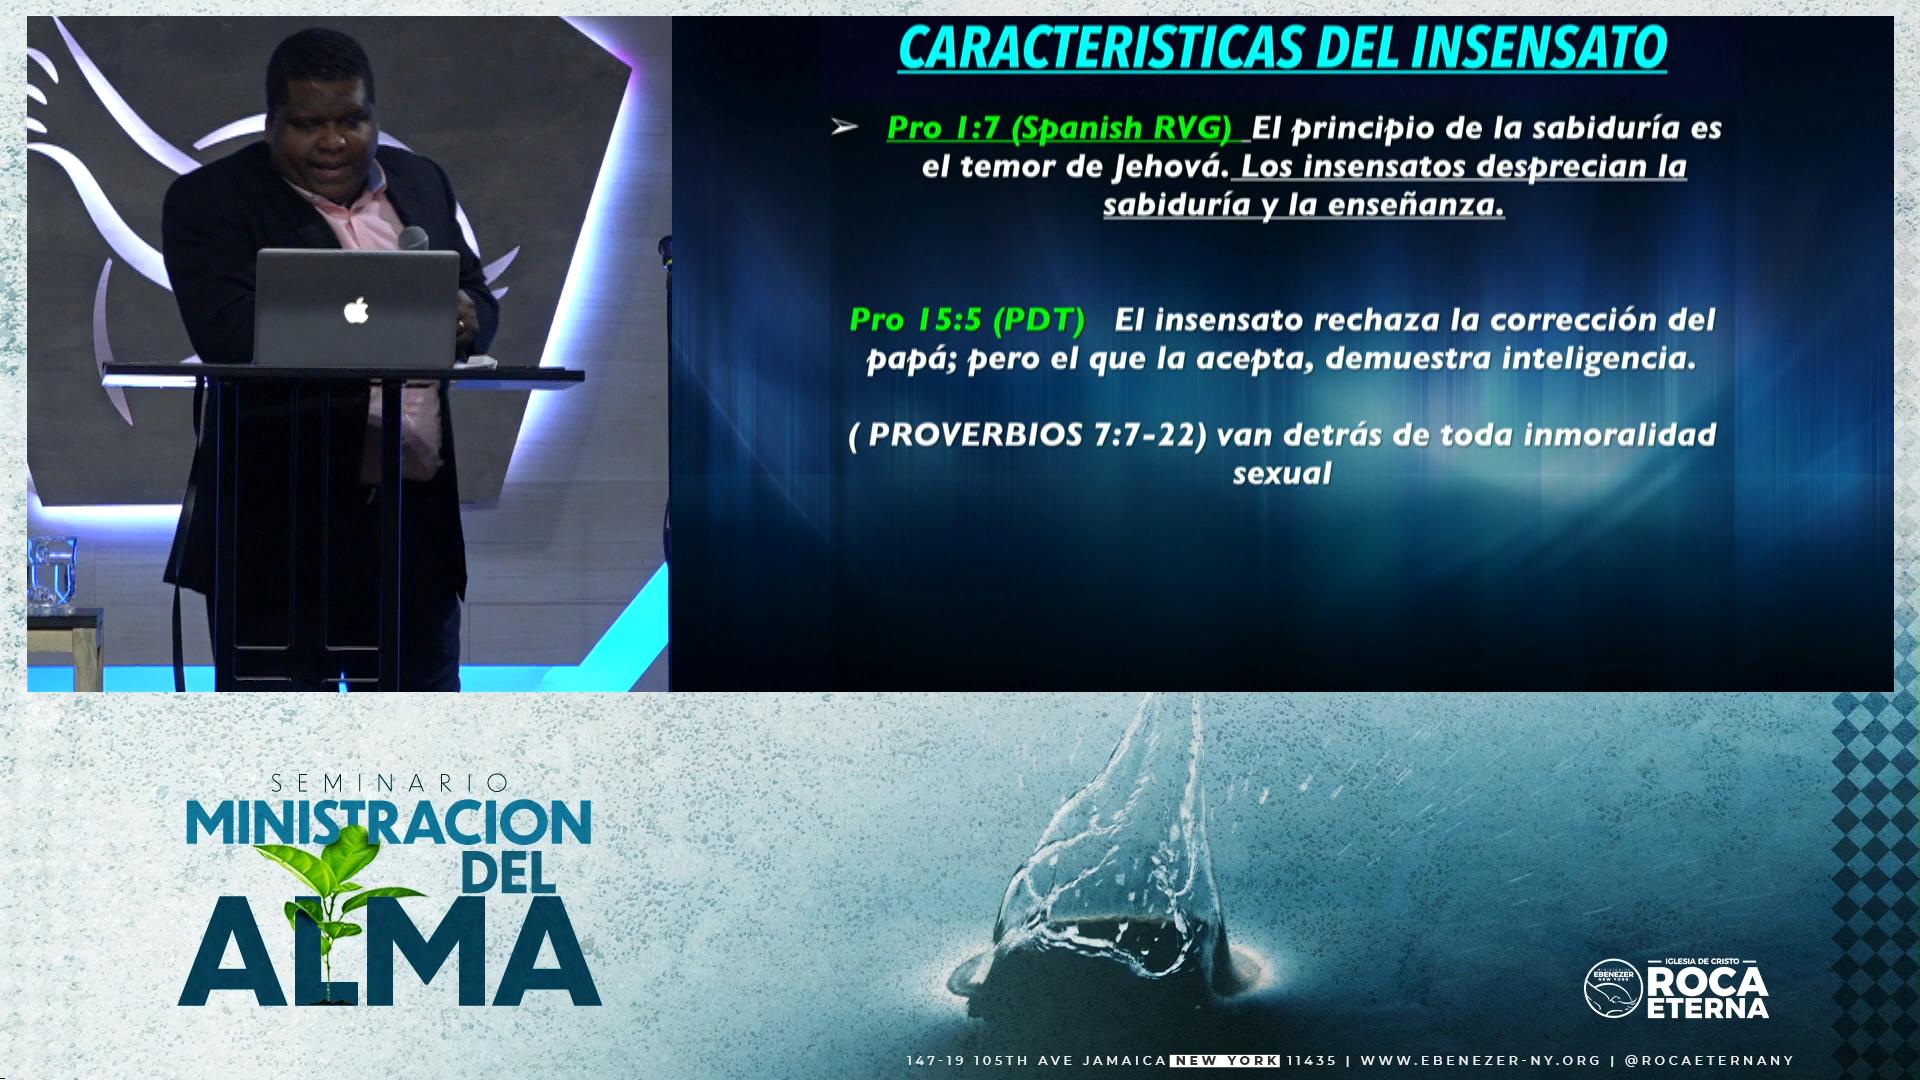 CARACTERISTICAS DEL INSENSATO
➢ Pro 1:7 (Spanish RVG) El principio de la sabiduría es
el temor de Jehová. Los insensatos desprecian la
sabiduría y la enseñanza.
Pro 15:5 (PDT) El insensato rechaza la corrección del
papá; pero el que la acepta, demuestra inteligencia.
( PROVERBIOS 7:7-22) van detrás de toda inmoralidad
sexual
SEMINARIO
MINISTRACION
DEL
ALMA
EBENEZER
IGLESIA DE CRISTO
ROCA
ETERNA
147-19 105TH AVE JAMAICA NEW YORK 11435 | WWW.EBENEZER-NY.ORG | @ROCAETERNANY